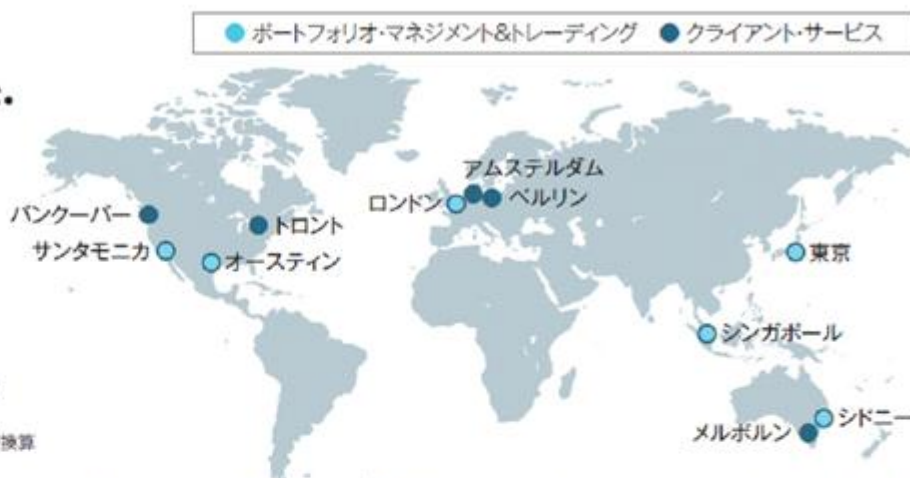 ポートフォリオ・マネジメント&トレーディング
クライアント・サービス
アムステルダム
ロンドン
ベルリン
バンクーバー
トロント
サンタモニカ
オースティン
東京
シンガポール
シドニー
メルボルン
換算